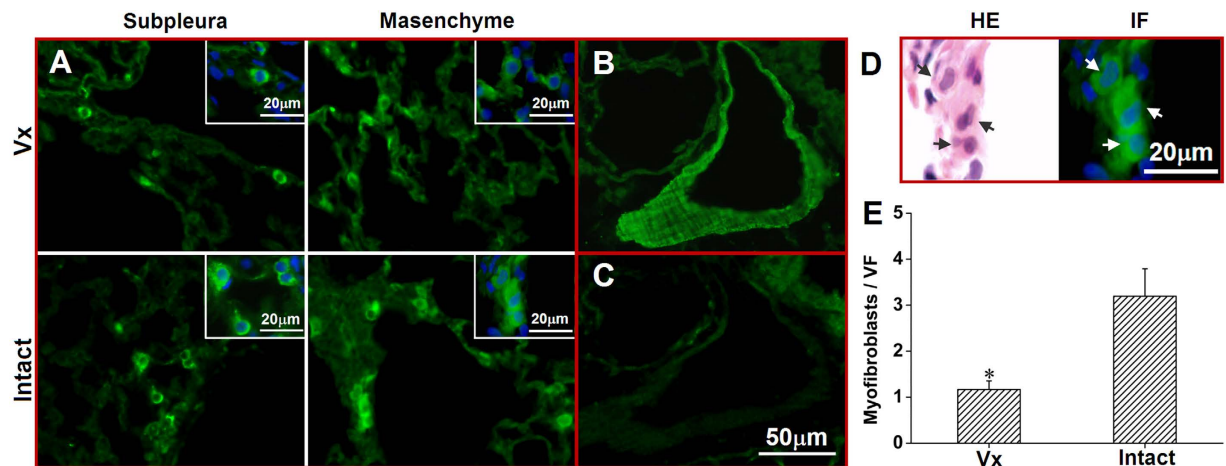 Subpleura
Masenchyme
HE
IF
Vx
Intact
A
20μm
20μm
B
20μm
20μm
C
50μm
D
20μm
E
Myofibroblasts / VF
5
4
3
2
1
0
*
Vx
Intact